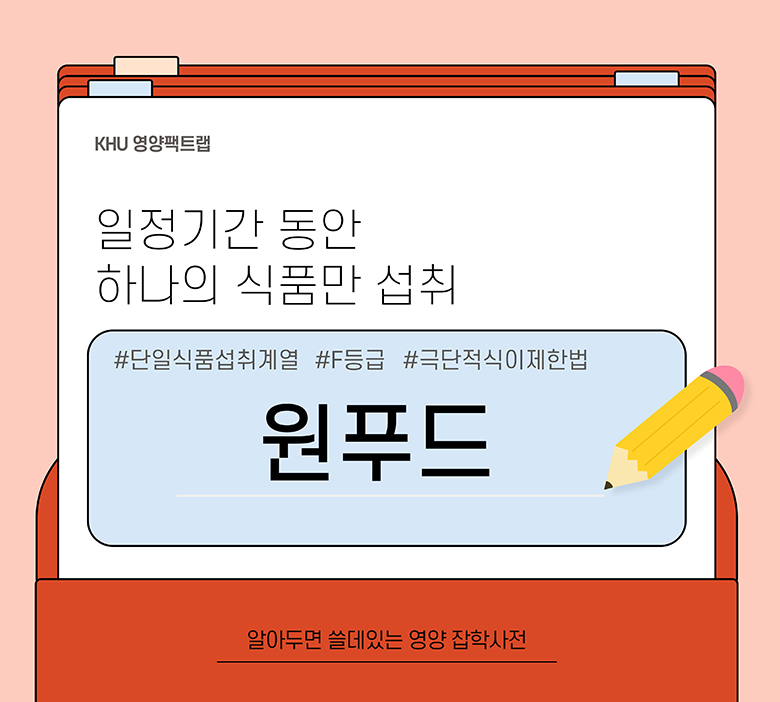 KHU 영양팩트랩
일정기간 동안
하나의 식품만 섭취
#단일식품섭취계열 #F등급 #극단적식이제한법
원푸드
알아두면 쓸데있는 영양 잡학사전